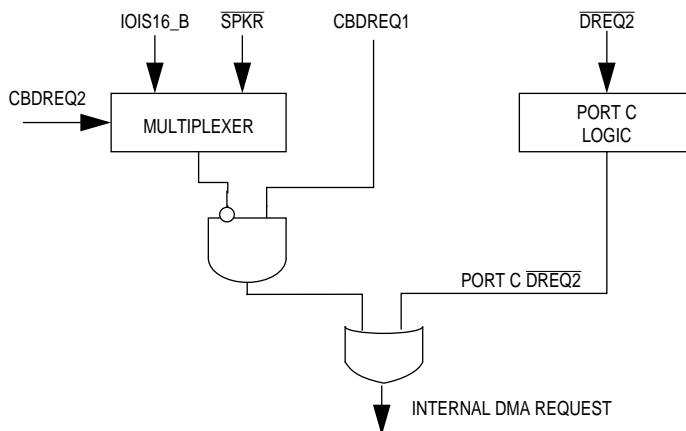 IOIS16_B SPKR CBDREQ1 DREQ2
CBDREQ2
MULTIPLEXER
PORT C
LOGIC
PORT C DREQ2
INTERNAL DMA REQUEST